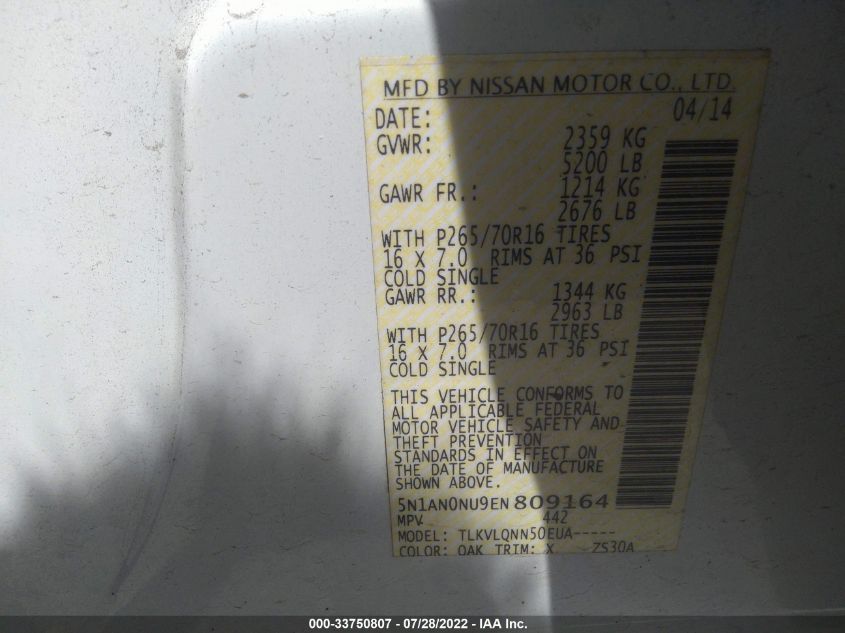 MFD BY NISSAN MOTOR CO., LTD.
DATE: 04/14
GVWR: 2359 KG
5200 LB
GAWR FR.: 1214 KG
2676 LB
WITH P265/70R16 TIRES
16 X 7.0 RIMS AT 36 PSI
COLD SINGLE
GAWR RR.: 1344 KG
2963 LB
WITH P265/70R16 TIRES
16 X 7.0 RIMS AT 36 PSI
COLD SINGLE
THIS VEHICLE CONFORMS TO
ALL APPLICABLE FEDERAL
MOTOR VEHICLE SAFETY AND
THEFT PREVENTION
STANDARDS IN EFFECT ON
THE DATE OF MANUFACTURE
SHOWN ABOVE.
5N1AN0NU9EN809164
MPV 442
MODEL: TLKVLQNN50EUA-----
COLOR: QAK TRIM: X ZS30A
000-33750807 - 07/28/2022 - IAA Inc.